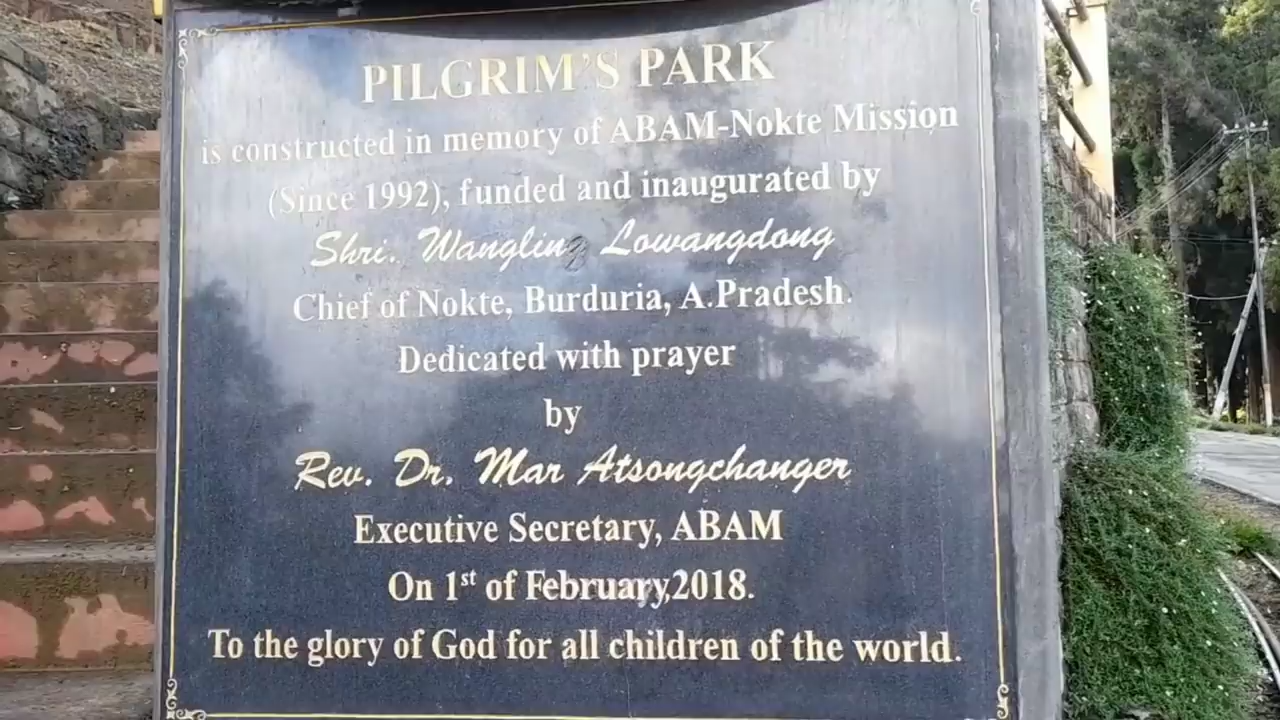 PILGRIM'S PARK
is constructed in memory of ABAM-Nokte Mission
(Since 1992), funded and inaugurated by
Shri. Wangling Lowangdong
Chief of Nokte, Burduria, A.Pradesh.
Dedicated with prayer
by
Rev. Dr. Mar Atsongchanger
Executive Secretary, ABAM
On 1st of February,2018.
To the glory of God for all children of the world.